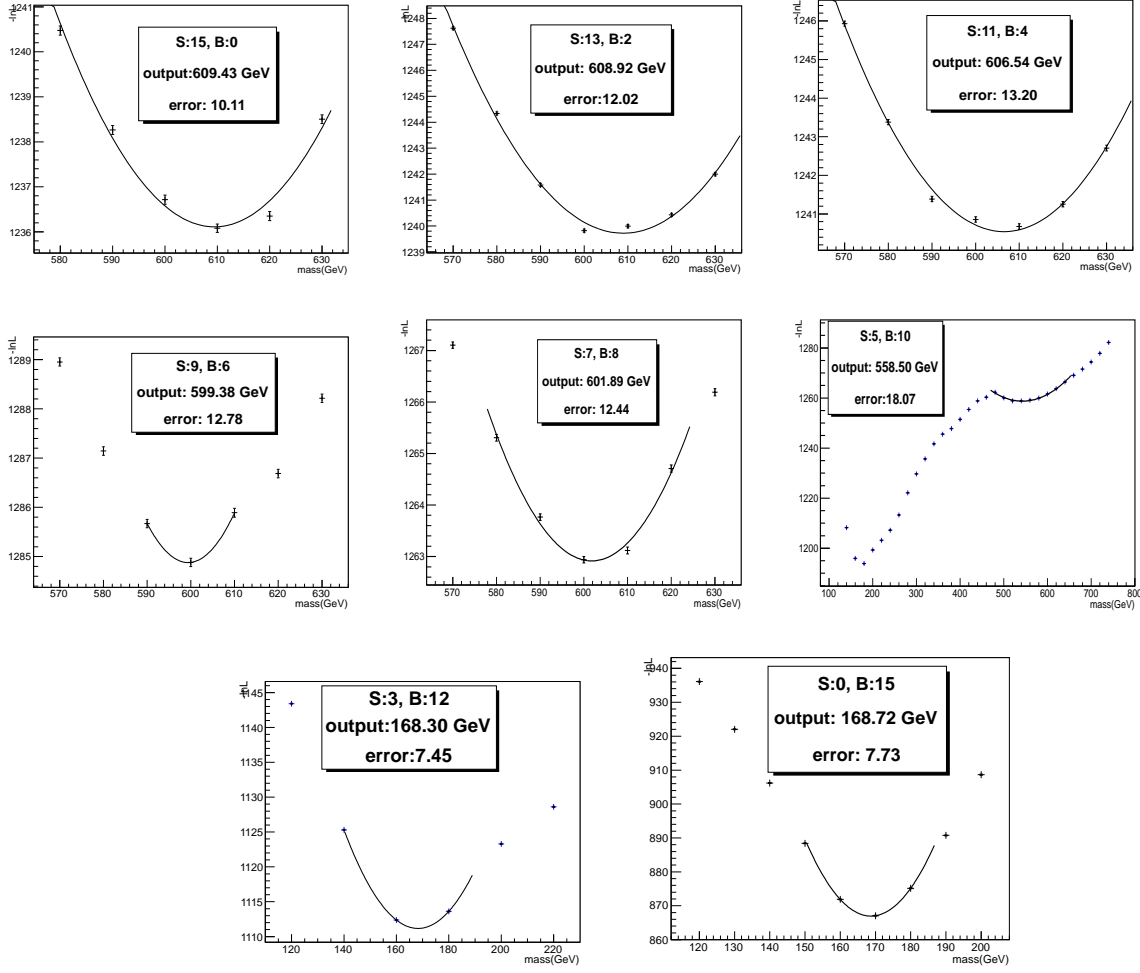 -lnL
1241
1240
1239
1238
1237
1236
S:15, B:0
output:609.43 GeV
error: 10.11
580 590 600 610 620 630
mass(GeV)
-lnL
1248
1247
1246
1245
1244
1243
1242
1241
1240
1239
S:13, B:2
output: 608.92 GeV
error:12.02
570 580 590 600 610 620 630
mass(GeV)
-lnL
1246
1245
1244
1243
1242
1241
S:11, B:4
output: 606.54 GeV
error: 13.20
570 580 590 600 610 620 630
mass(GeV)
-lnL
1289
1288
1287
1286
1285
S:9, B:6
output: 599.38 GeV
error: 12.78
570 580 590 600 610 620 630
mass(GeV)
-lnL
1267
1266
1265
1264
1263
S:7, B:8
output: 601.89 GeV
error: 12.44
570 580 590 600 610 620 630
mass(GeV)
-lnL
1280
1260
1240
1220
1200
S:5, B:10
output: 558.50 GeV
error:18.07
100 200 300 400 500 600 700 800
mass(GeV)
-lnL
1145
1140
1135
1130
1125
1120
1115
1110
S:3, B:12
output:168.30 GeV
error:7.45
120 140 160 180 200 220
mass(GeV)
-lnL
940
920
900
880
860
S:0, B:15
output: 168.72 GeV
error: 7.73
120 130 140 150 160 170 180 190 200
mass(GeV)